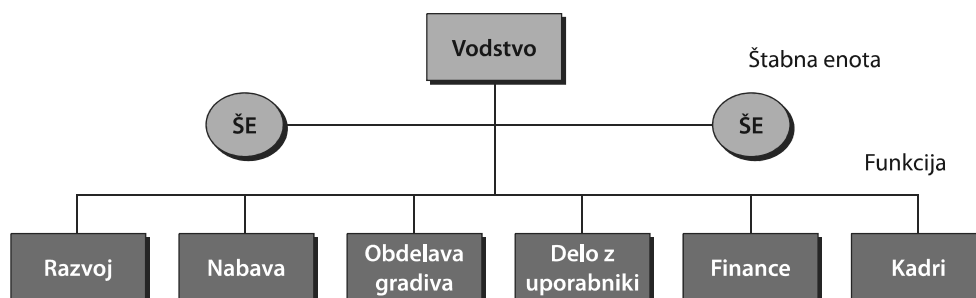 Vodstvo
Štabna enota
ŠE
ŠE
Funkcija
Razvoj
Nabava
Obdelava
gradiva
Delo z
uporabniki
Finance
Kadri